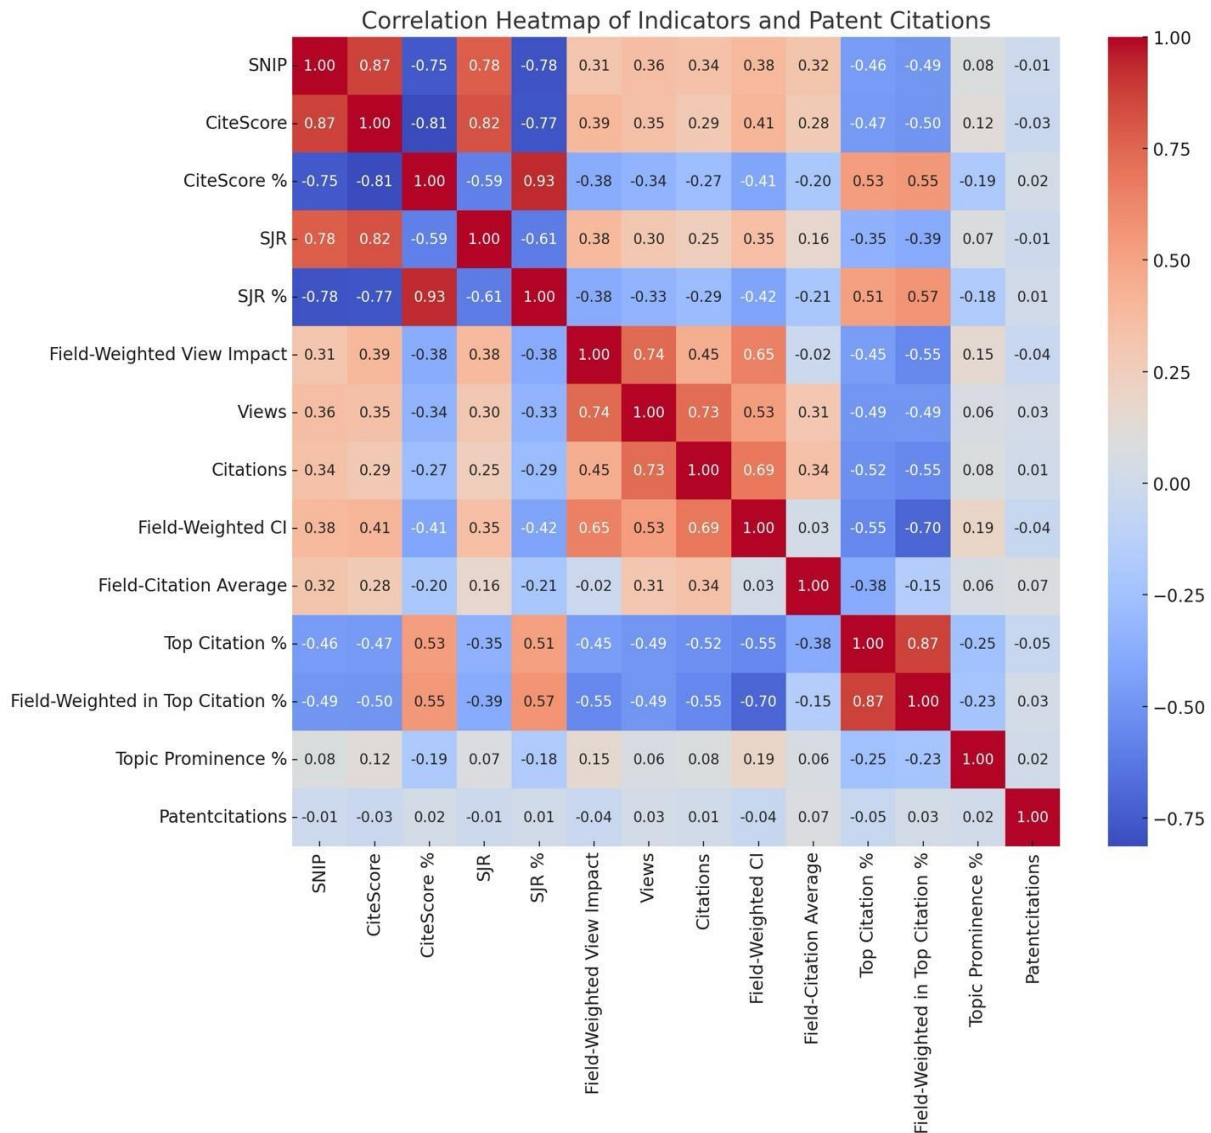 Correlation Heatmap of Indicators and Patent Citations
SNIP 1.00 0.87 -0.75 0.78 -0.78 0.31 0.36 0.34 0.38 0.32 -0.46 -0.49 0.08 -0.01
CiteScore 0.87 1.00 -0.81 0.82 -0.77 0.39 0.35 0.29 0.41 0.28 -0.47 -0.50 0.12 -0.03
CiteScore % -0.75 -0.81 1.00 -0.59 0.93 -0.38 -0.34 -0.27 -0.41 -0.20 0.53 0.55 -0.19 0.02
SJR 0.78 0.82 -0.59 1.00 -0.61 0.38 0.30 0.25 0.35 0.16 -0.35 -0.39 0.07 -0.01
SJR % -0.78 -0.77 0.93 -0.61 1.00 -0.38 -0.33 -0.29 -0.42 -0.21 0.51 0.57 -0.18 0.01
Field-Weighted View Impact 0.31 0.39 -0.38 0.38 -0.38 1.00 0.74 0.45 0.65 -0.02 -0.45 -0.55 0.15 -0.04
Views 0.36 0.35 -0.34 0.30 -0.33 0.74 1.00 0.73 0.53 0.31 -0.49 -0.49 0.06 0.03
Citations 0.34 0.29 -0.27 0.25 -0.29 0.45 0.73 1.00 0.69 0.34 -0.52 -0.55 0.08 0.01
Field-Weighted CI 0.38 0.41 -0.41 0.35 -0.42 0.65 0.53 0.69 1.00 0.03 -0.55 -0.70 0.19 -0.04
Field-Citation Average 0.32 0.28 -0.20 0.16 -0.21 -0.02 0.31 0.34 0.03 1.00 -0.38 -0.15 0.06 0.07
Top Citation % -0.46 -0.47 0.53 -0.35 0.51 -0.45 -0.49 -0.52 -0.55 -0.38 1.00 0.87 -0.25 -0.05
Field-Weighted in Top Citation % -0.49 -0.50 0.55 -0.39 0.57 -0.55 -0.49 -0.55 -0.70 -0.15 0.87 1.00 -0.23 0.03
Topic Prominence % 0.08 0.12 -0.19 0.07 -0.18 0.15 0.06 0.08 0.19 0.06 -0.25 -0.23 1.00 0.02
Patentcitations -0.01 -0.03 0.02 -0.01 0.01 -0.04 0.03 0.01 -0.04 0.07 -0.05 0.03 0.02 1.00
SNIP
CiteScore
CiteScore %
SJR
SJR %
Field-Weighted View Impact
Views
Citations
Field-Weighted CI
Field-Citation Average
Top Citation %
Field-Weighted in Top Citation %
Topic Prominence %
Patentcitations
1.00
0.75
0.50
0.25
0.00
−0.25
−0.50
−0.75